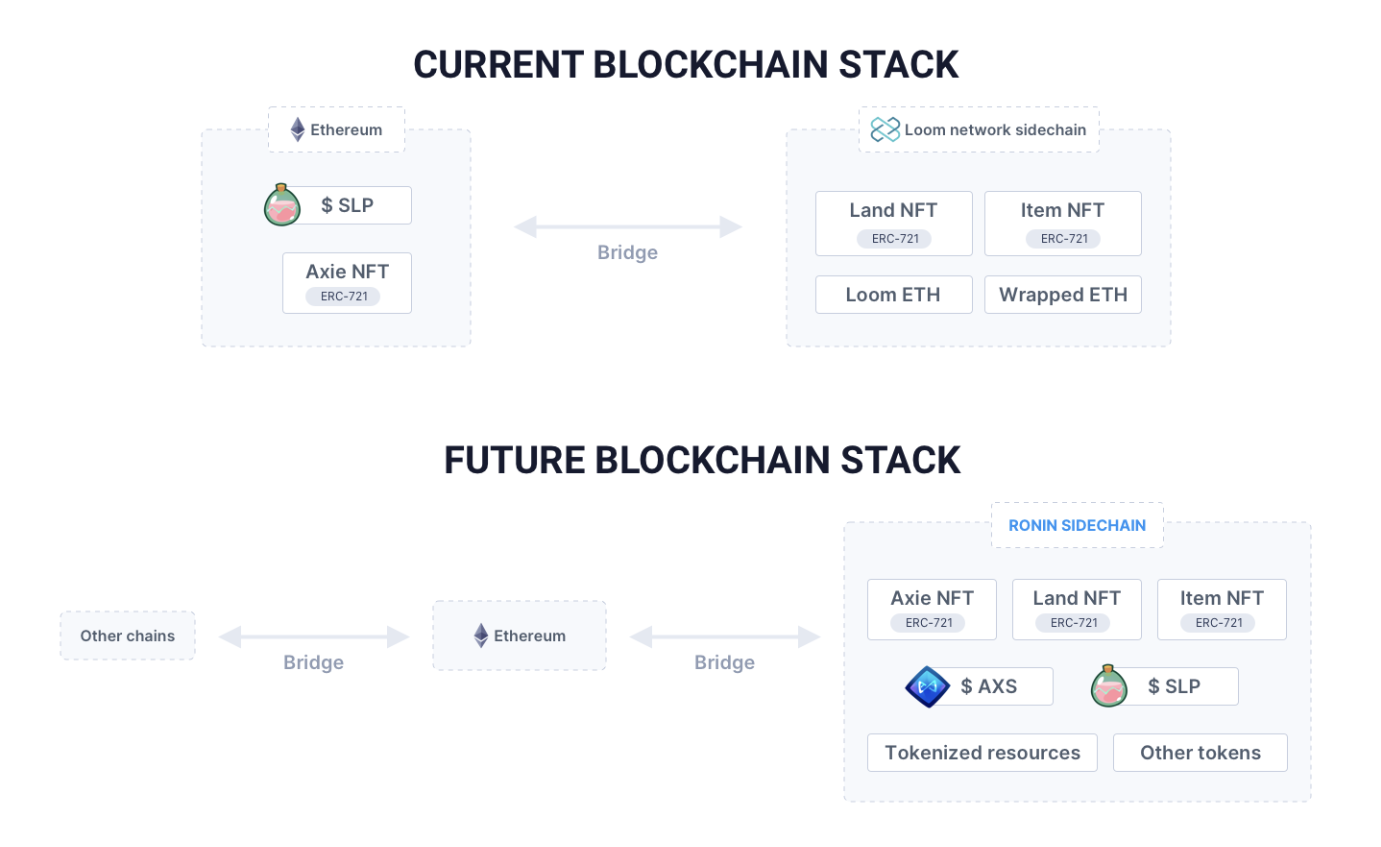 CURRENT BLOCKCHAIN STACK
Ethereum
$ SLP
Axie NFT
ERC-721
Bridge
Loom network sidechain
Land NFT
ERC-721
Item NFT
ERC-721
Loom ETH
Wrapped ETH
FUTURE BLOCKCHAIN STACK
Other chains
Bridge
Ethereum
Bridge
RONIN SIDECHAIN
Axie NFT
ERC-721
Land NFT
ERC-721
Item NFT
ERC-721
$ AXS
$ SLP
Tokenized resources
Other tokens